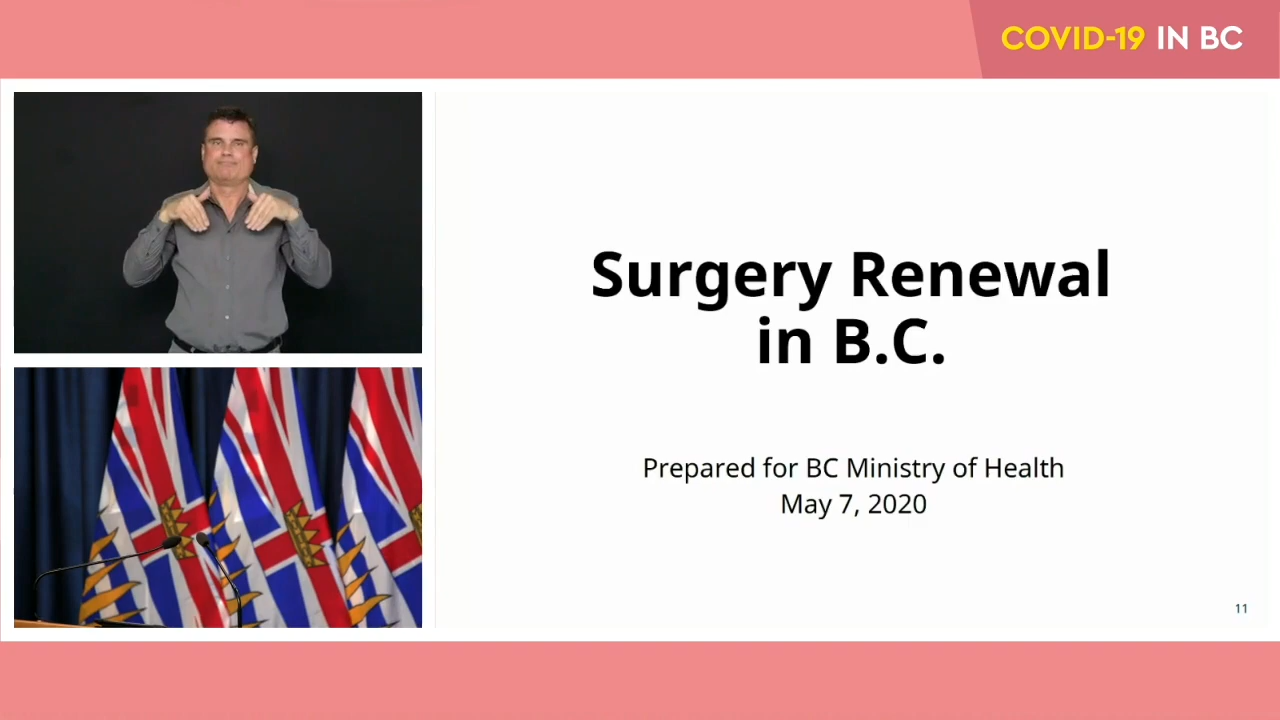 COVID-19 IN BC
Surgery Renewal
in B.C.
Prepared for BC Ministry of Health
May 7, 2020
11